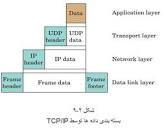 Data
Application layer
UDP header
UDP data
Transport layer
IP header
IP data
Network layer
Frame header
Frame data
Frame footer
Data link layer
شکل ۲-۹
بسته بندی داده ها توسط TCP/IP